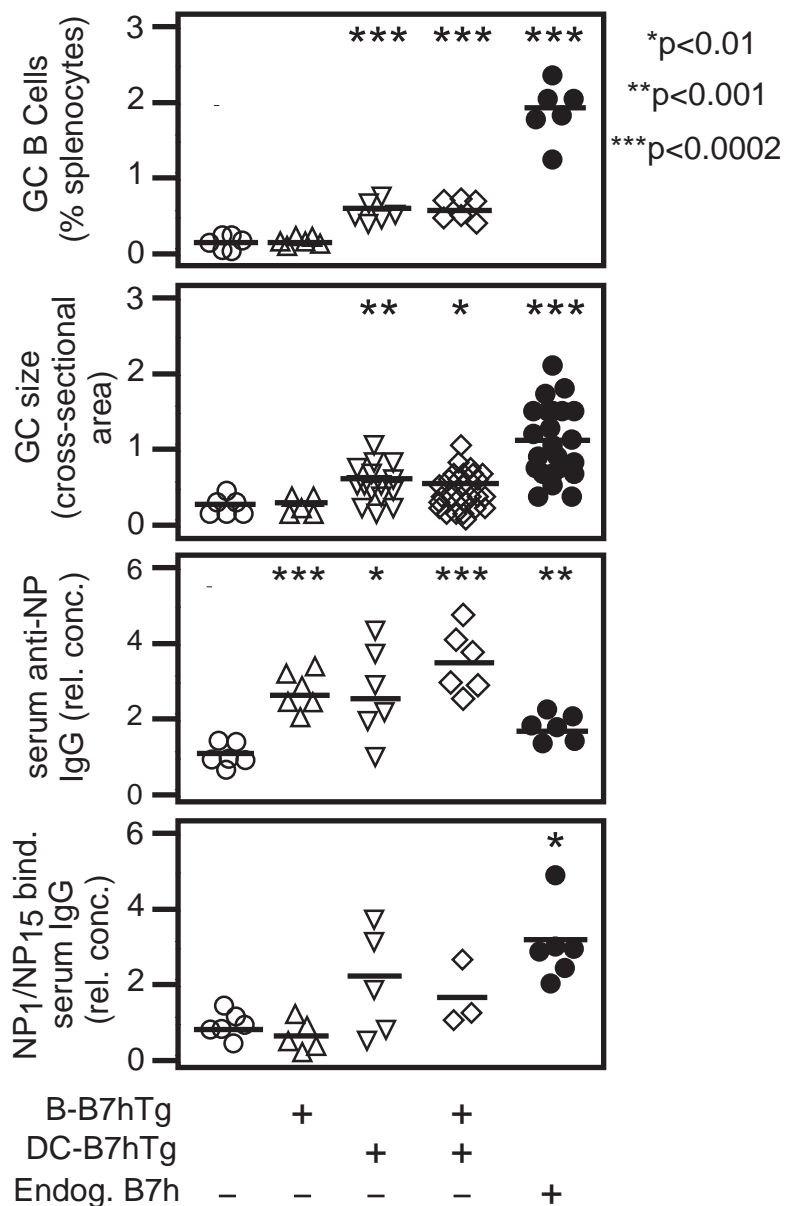 GC B Cells
(% splenocytes)
3
2
1
0
*** *** ***
*p<0.01
**p<0.001
***p<0.0002
GC size
(cross-sectional
area)
3
2
1
0
** * ***
serum anti-NP
IgG (rel. conc.)
6
4
2
0
*** * *** **
NP1/NP15 bind.
serum IgG
(rel. conc.)
6
4
2
0
*
B-B7hTg + +
DC-B7hTg + +
Endog. B7h – – – – +